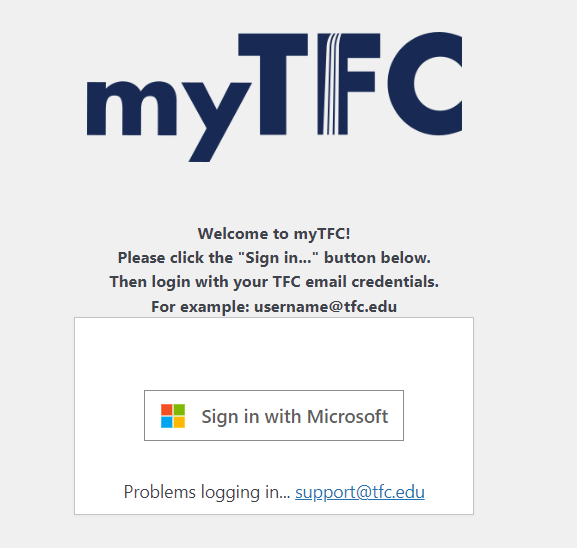 myTFC
Welcome to myTFC!
Please click the "Sign in..." button below.
Then login with your TFC email credentials.
For example: username@tfc.edu
Sign in with Microsoft
Problems logging in... support@tfc.edu